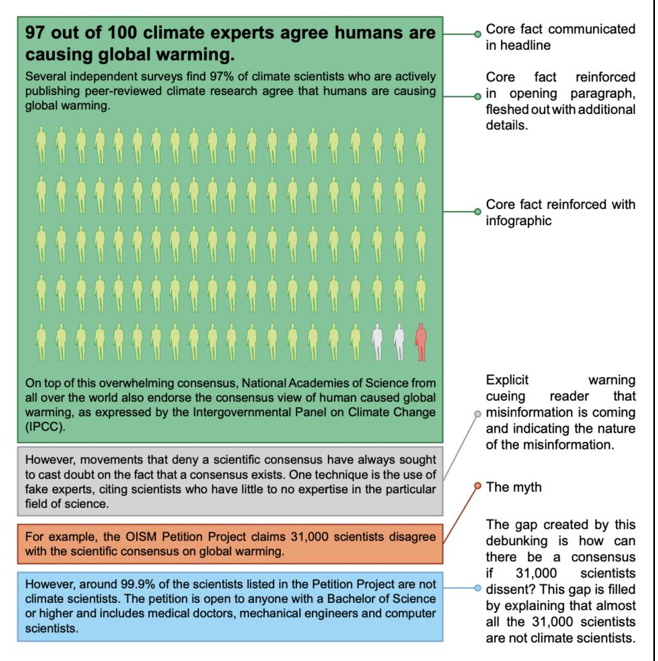 97 out of 100 climate experts agree humans are
causing global warming.
Several independent surveys find 97% of climate scientists who are actively
publishing peer-reviewed climate research agree that humans are causing
global warming.
On top of this overwhelming consensus, National Academies of Science from
all over the world also endorse the consensus view of human caused global
warming, as expressed by the Intergovernmental Panel on Climate Change
(IPCC).
However, movements that deny a scientific consensus have always sought
to cast doubt on the fact that a consensus exists. One technique is the use of
fake experts, citing scientists who have little to no expertise in the particular
field of science.
For example, the OISM Petition Project claims 31,000 scientists disagree
with the scientific consensus on global warming.
However, around 99.9% of the scientists listed in the Petition Project are not
climate scientists. The petition is open to anyone with a Bachelor of Science
or higher and includes medical doctors, mechanical engineers and computer
scientists.
Core fact communicated
in headline
Core fact reinforced
in opening paragraph,
fleshed out with additional
details.
Core fact reinforced with
infographic
Explicit warning
cueing reader that
misinformation is coming
and indicating the nature
of the misinformation.
The myth
The gap created by this
debunking is how can
there be a consensus
if 31,000 scientists
dissent? This gap is filled
by explaining that almost
all the 31,000 scientists
are not climate scientists.